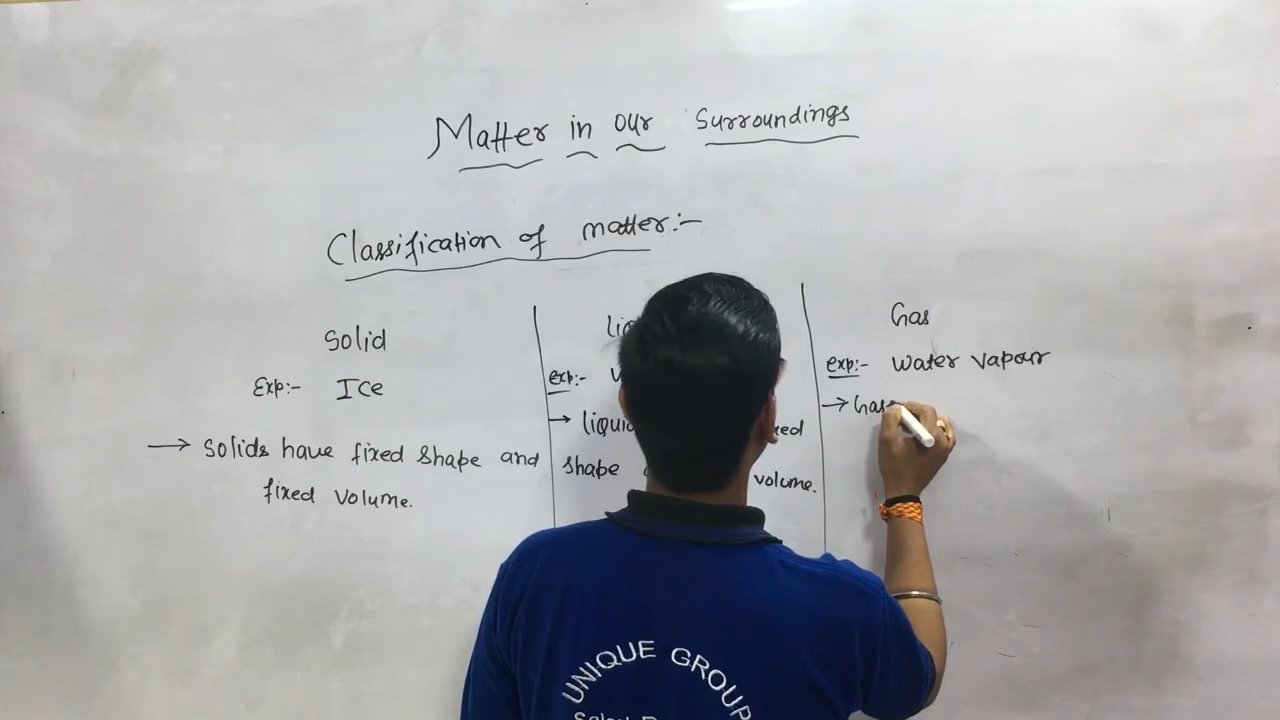 Matter in our Surroundings
Classification of matter:-
Solid
Exp:- Ice
→ Solids have fixed shape and
fixed volume.
exp:-
→
shape
volume.
Gas
exp:- water vapour
→ Gas
UNIQUE GROUP